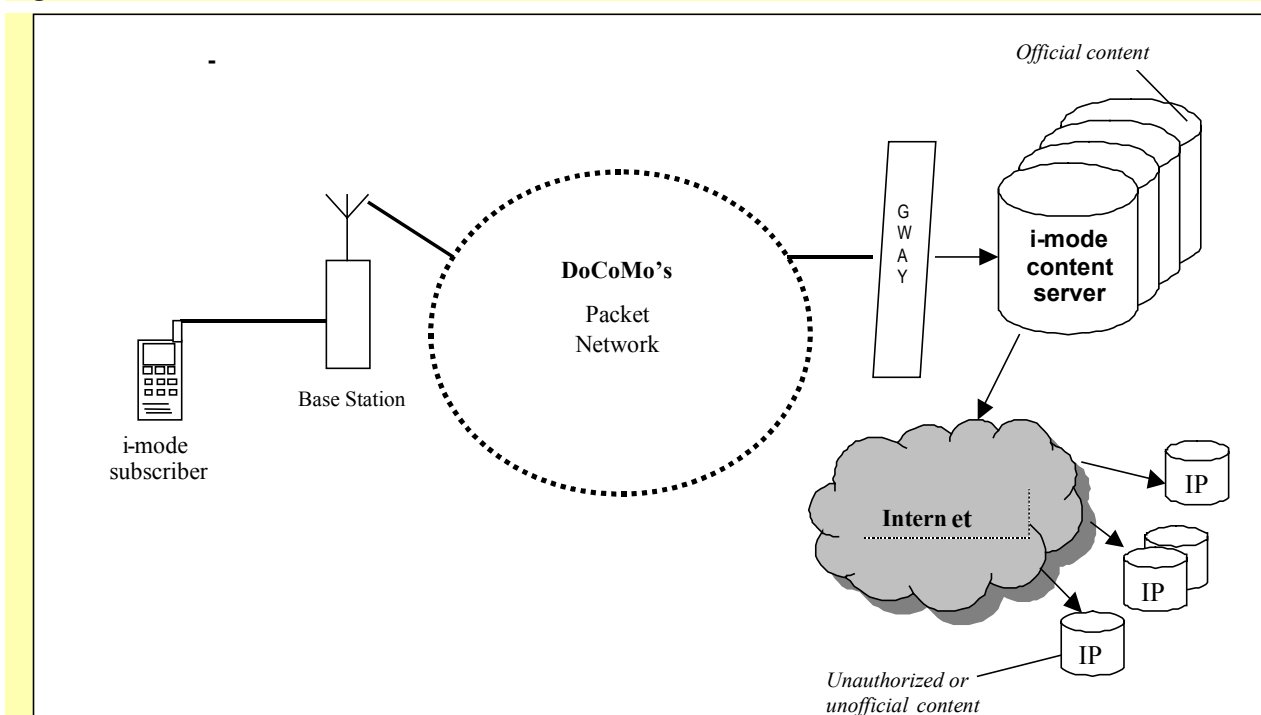 -
Official content
G
W
A
Y
i-mode
content
server
DoCoMo's
Packet
Network
Base Station
i-mode
subscriber
Intern et
IP
IP
IP
Unauthorized or
unofficial content